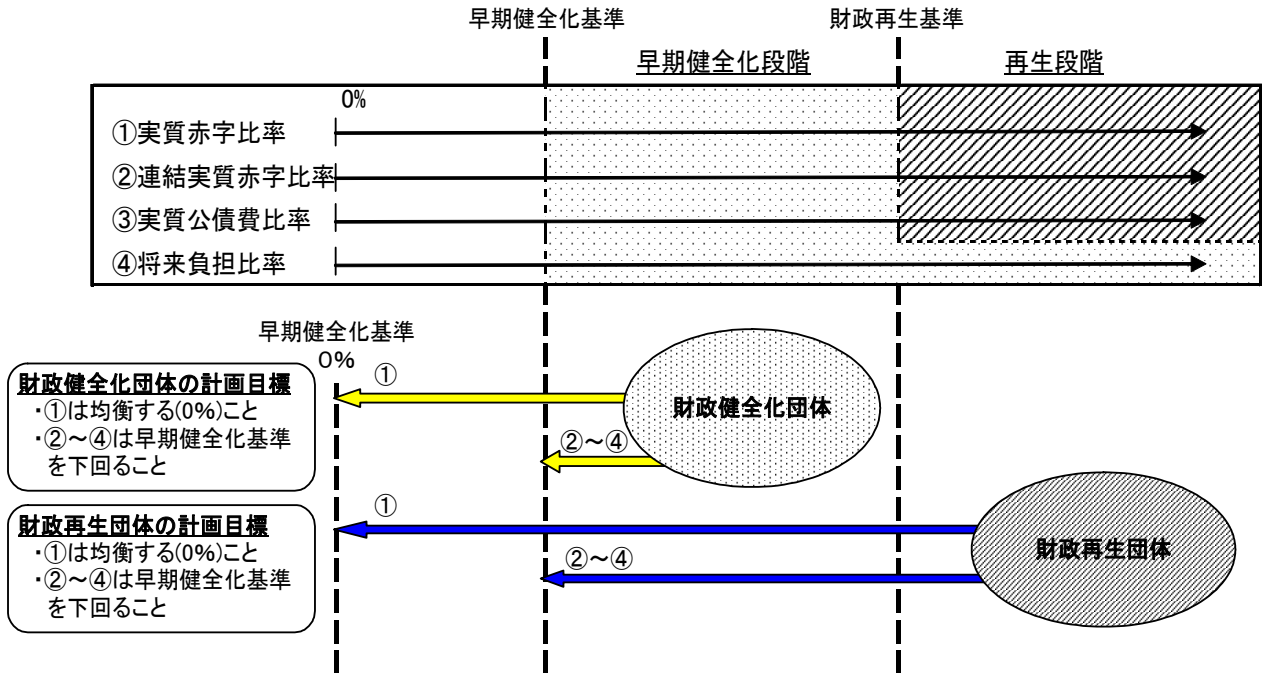 早期健全化基準
財政再生基準
早期健全化段階
再生段階
0%
①実質赤字比率
②連結実質赤字比率
③実質公債費比率
④将来負担比率
早期健全化基準
0%
財政健全化団体の計画目標
・①は均衡する(0%)こと
・②～④は早期健全化基準
を下回ること
①
財政健全化団体
②～④
財政再生団体の計画目標
・①は均衡する(0%)こと
・②～④は早期健全化基準
を下回ること
①
②～④
財政再生団体